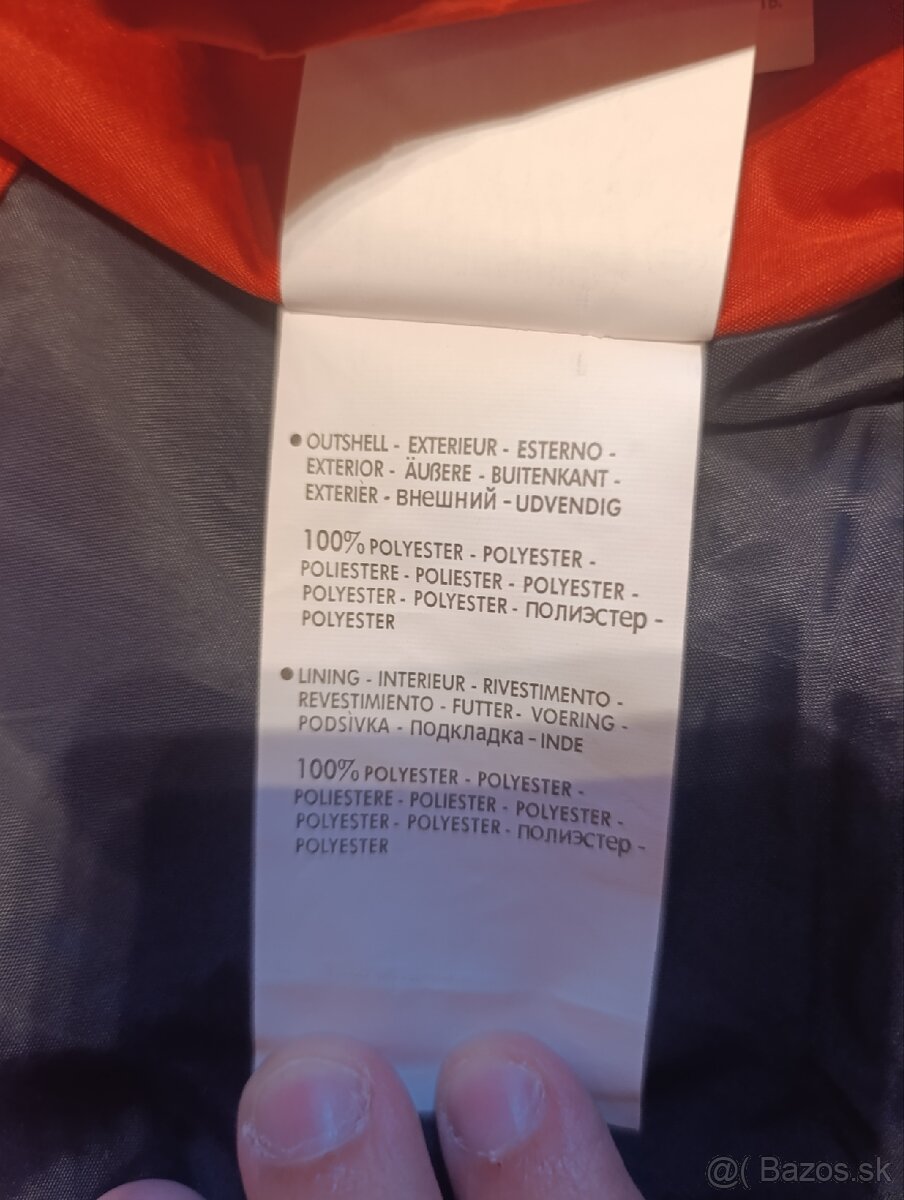 ● OUTSHELL - EXTERIEUR - ESTERNO -
EXTERIOR - ÄUßERE - BUITENKANT -
EXTERIÈR - внешний - UDVENDIG
100% POLYESTER - POLYESTER -
POLIESTERE - POLIESTER - POLYESTER -
POLYESTER - POLYESTER - полиэстер -
POLYESTER
● LINING - INTERIEUR - RIVESTIMENTO -
REVESTIMIENTO - FUTTER- VOERING -
PODSÌVKA - подкладка - INDE
100% POLYESTER - POLYESTER -
POLIESTERE - POLIESTER - POLYESTER -
POLYESTER - POLYESTER - полиэстер -
POLYESTER
@( Bazos.sk